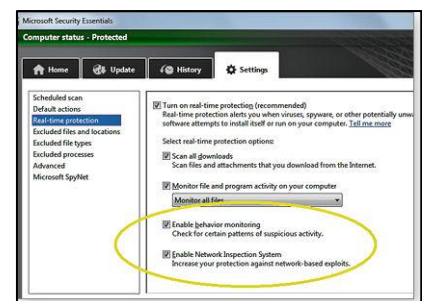 Microsoft Security Essentials
Computer status - Protected
Home
Update
History
Settings
Scheduled scan
Default actions
Real-time protection
Excluded files and locations
Excluded file types
Excluded processes
Advanced
Microsoft SpyNet
Turn on real-time protection (recommended)
Real-time protection alerts you when viruses, spyware, or other potentially unwa
software attempts to install itself or run on your computer. Tell me more
Select real-time protection options:
Scan all downloads
Scan files and attachments that you download from the Internet.
Monitor file and program activity on your computer
Monitor all files
Enable behavior monitoring
Check for certain patterns of suspicious activity.
Enable Network Inspection System
Increase your protection against network-based exploits.